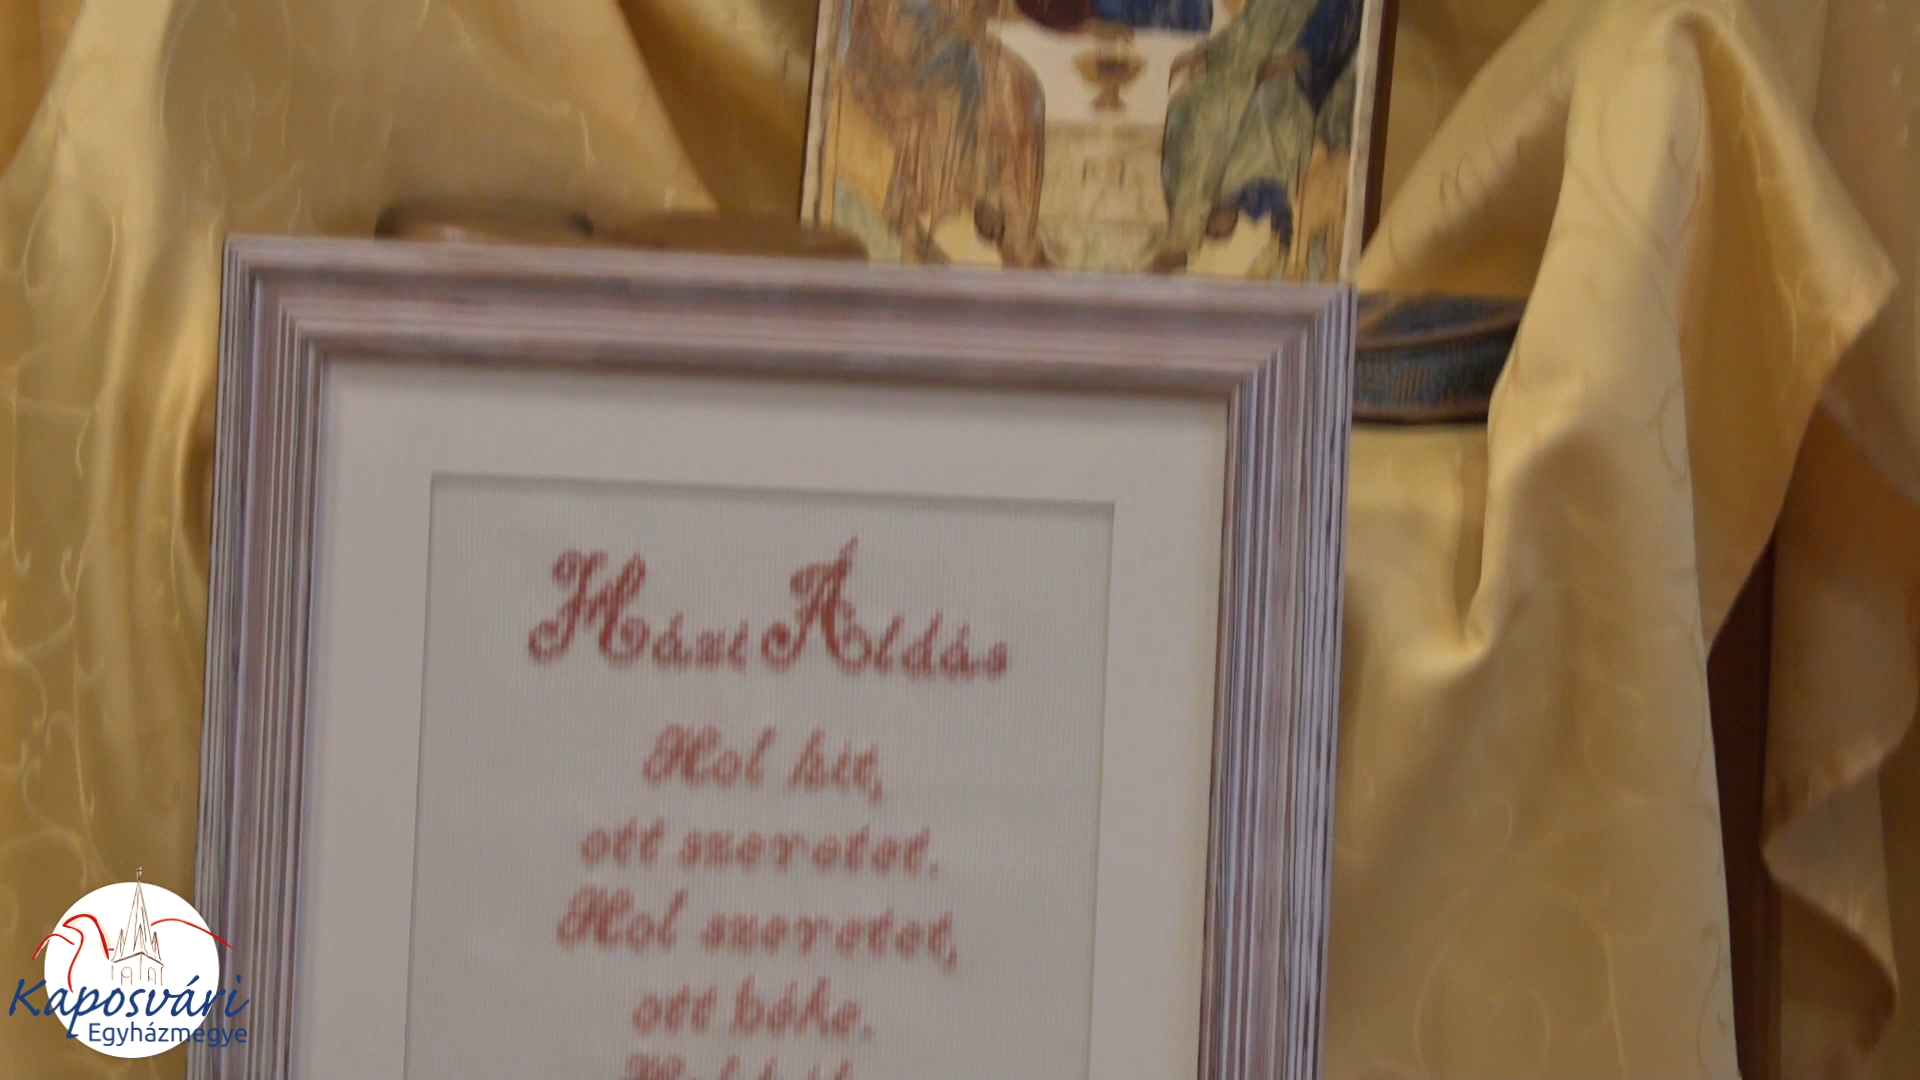 Házi Áldás
Hol hit,
ott szeretet.
Hol szeretet,
ott béke.
Kaposvári
Egyházmegye